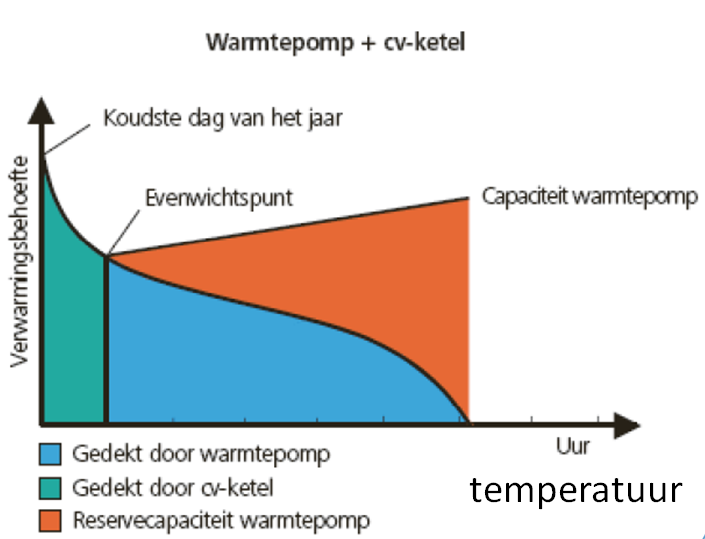 Warmtepomp + cv-ketel
Koudste dag van het jaar
Evenwichtspunt
Capaciteit warmtepomp
Verwarmingsbehoefte
Uur
temperatuur
Gedekt door warmtepomp
Gedekt door cv-ketel
Reservecapaciteit warmtepomp